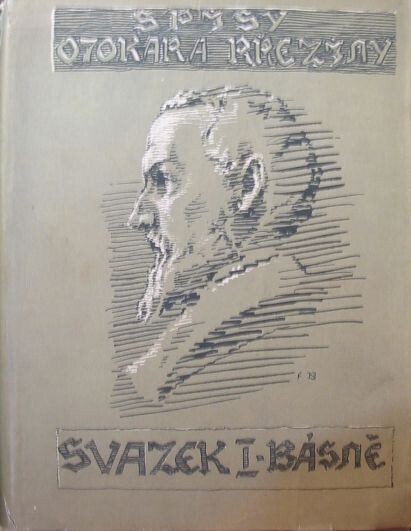 SPISY
OTOKARA BŘEZINY
F B
SVAZEK I·BÁSNĚ